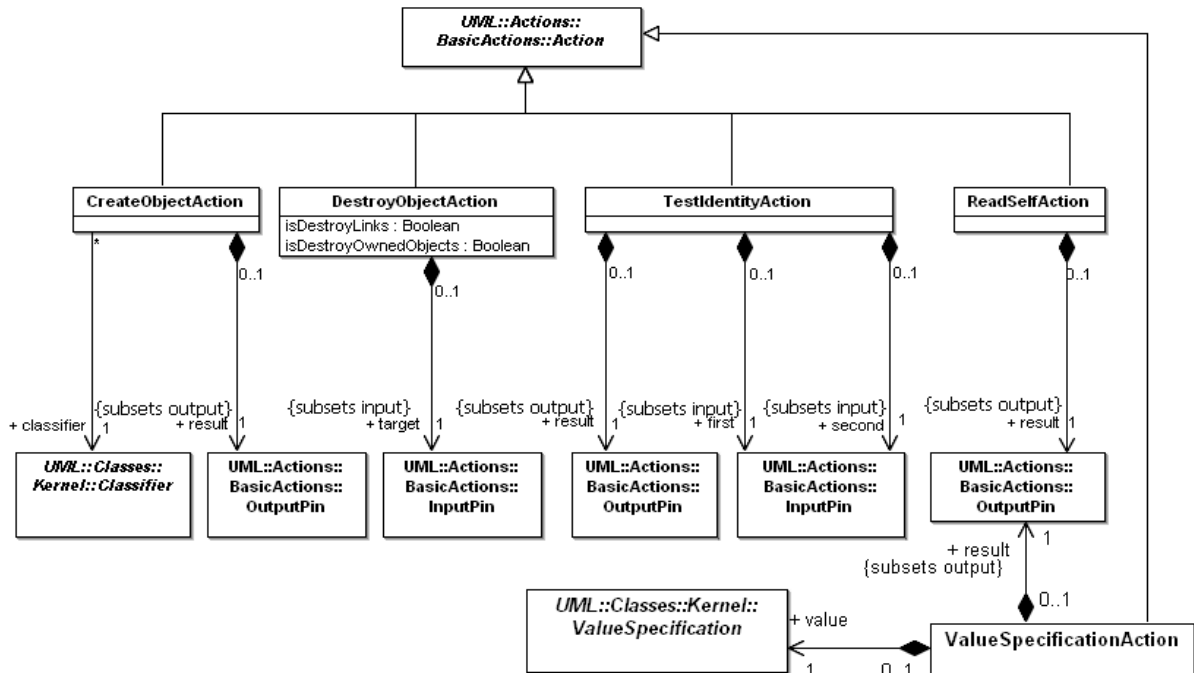 UML::Actions::
BasicActions::Action
CreateObjectAction
DestroyObjectAction
isDestroyLinks : Boolean
isDestroyOwnedObjects : Boolean
TestIdentityAction
ReadSelfAction
*
0..1
0..1
0..1
0..1
0..1
0..1
+ classifier
1
{subsets output}
+ result
1
{subsets input}
+ target
1
{subsets output}
+ result
1
{subsets input}
+ first
1
{subsets input}
+ second
1
{subsets output}
+ result
1
UML::Classes::
Kernel::Classifier
UML::Actions::
BasicActions::
OutputPin
UML::Actions::
BasicActions::
InputPin
UML::Actions::
BasicActions::
OutputPin
UML::Actions::
BasicActions::
InputPin
UML::Actions::
BasicActions::
OutputPin
+ result
1
{subsets output}
0..1
UML::Classes::Kernel::
ValueSpecification
+ value
1
0..1
ValueSpecificationAction